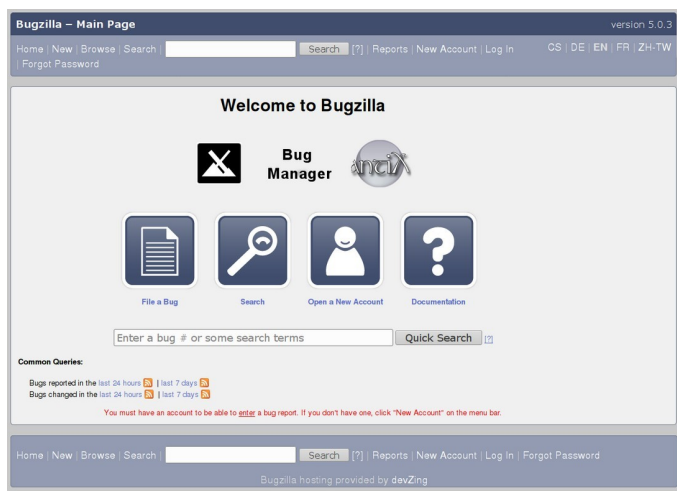 Bugzilla – Main Page version 5.0.3
Home | New | Browse | Search | Search [?] | Reports | New Account | Log In CS | DE | EN | FR | ZH-TW
| Forgot Password
Welcome to Bugzilla
Bug
Manager
antiX
File a Bug Search Open a New Account Documentation
Enter a bug # or some search terms Quick Search [?]
Common Queries:
Bugs reported in the last 24 hours | last 7 days
Bugs changed in the last 24 hours | last 7 days
You must have an account to be able to enter a bug report. If you don't have one, click "New Account" on the menu bar.
Home | New | Browse | Search | Search [?] | Reports | New Account | Log In | Forgot Password
Bugzilla hosting provided by devZing